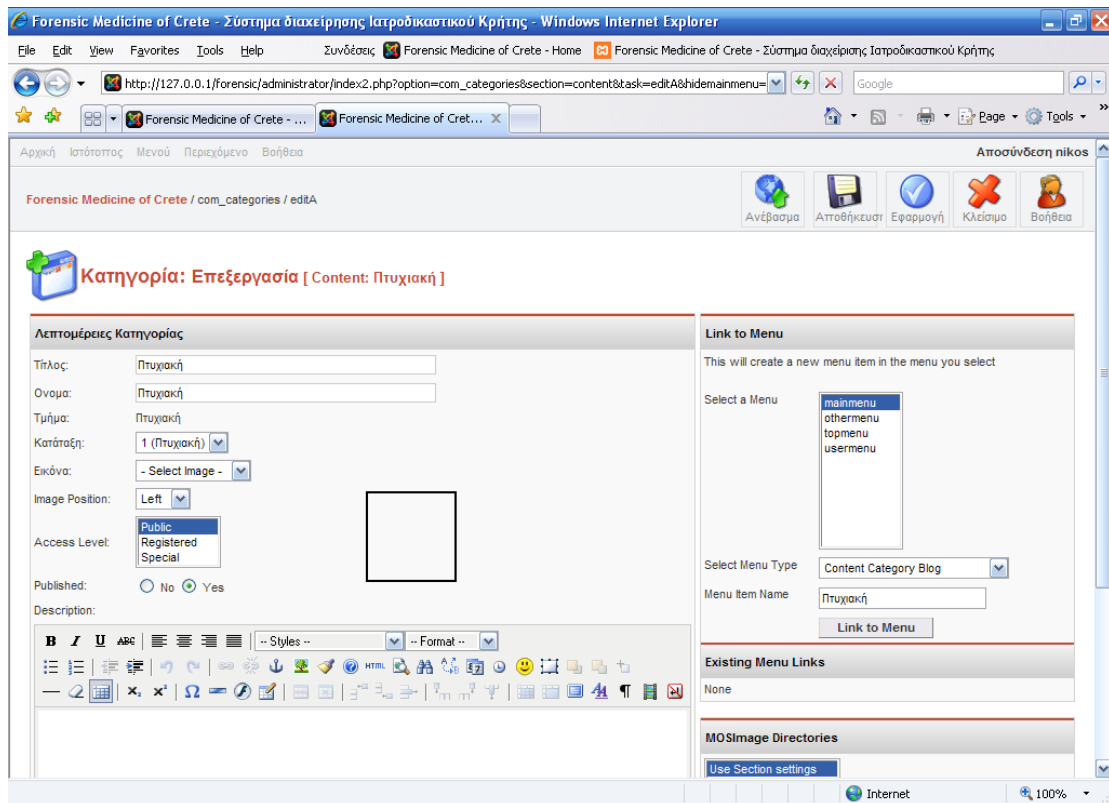 Forensic Medicine of Crete - Σύστημα διαχείρησης Ιατροδικαστικού Κρήτης - Windows Internet Explorer
File Edit View Favorites Tools Help Συνδέσεις Forensic Medicine of Crete - Home Forensic Medicine of Crete - Σύστημα διαχείρισης Ιατροδικαστικού Κρήτης
http://127.0.0.1/forensic/administrator/index2.php?option=com_categories&section=content&task=editA&hidemainmenu= Google
Forensic Medicine of Crete - ... Forensic Medicine of Cret... X Page Tools »
Αρχική Ιστότοπος Μενού Περιεχόμενο Βοήθεια Αποσύνδεση nikos
Forensic Medicine of Crete / com_categories / editA
Ανέβασμα Αποθήκευσι Εφαρμογή Κλείσιμο Βοήθεια
Κατηγορία: Επεξεργασία [ Content: Πτυχιακή ]
Λεπτομέρειες Κατηγορίας
Τίτλος: Πτυχιακή
Ονομα: Πτυχιακή
Τμήμα: Πτυχιακή
Κατάταξη: 1 (Πτυχιακή)
Εικόνα: - Select Image -
Image Position: Left
Access Level: Public
Registered
Special
Published: No Yes
Description:
B I U ABC -- Styles -- -- Format --
HTML
Link to Menu
This will create a new menu item in the menu you select
Select a Menu mainmenu
othermenu
topmenu
usermenu
Select Menu Type Content Category Blog
Menu Item Name Πτυχιακή
Link to Menu
Existing Menu Links
None
MOSImage Directories
Use Section settings
Internet 100%